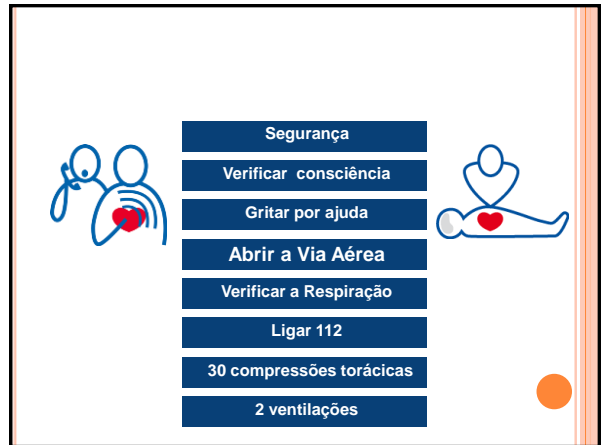 Segurança
Verificar consciência
Gritar por ajuda
Abrir a Via Aérea
Verificar a Respiração
Ligar 112
30 compressões torácicas
2 ventilações